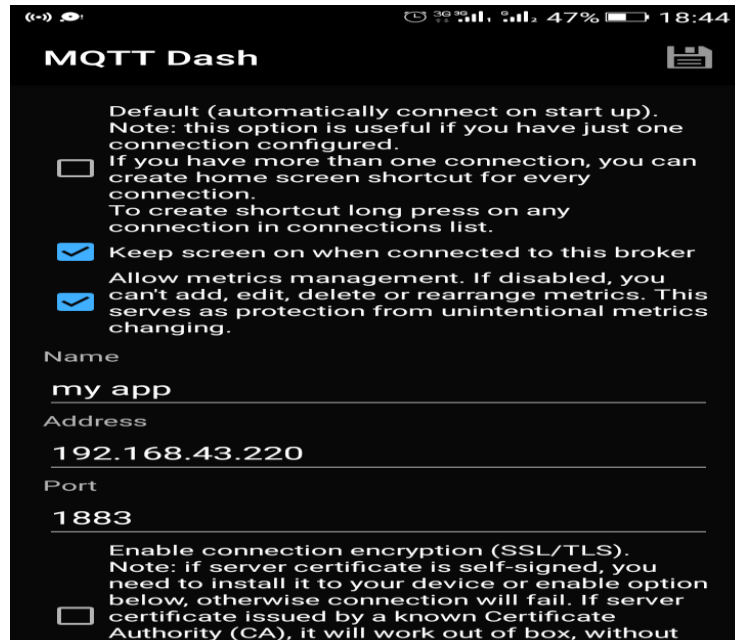 47% 18:44
MQTT Dash
Default (automatically connect on start up).
Note: this option is useful if you have just one
connection configured.
If you have more than one connection, you can
create home screen shortcut for every
connection.
To create shortcut long press on any
connection in connections list.
Keep screen on when connected to this broker
Allow metrics management. If disabled, you
can't add, edit, delete or rearrange metrics. This
serves as protection from unintentional metrics
changing.
Name
my app
Address
192.168.43.220
Port
1883
Enable connection encryption (SSL/TLS).
Note: if server certificate is self-signed, you
need to install it to your device or enable option
below, otherwise connection will fail. If server
certificate issued by a known Certificate
Authority (CA), it will work out of box, without